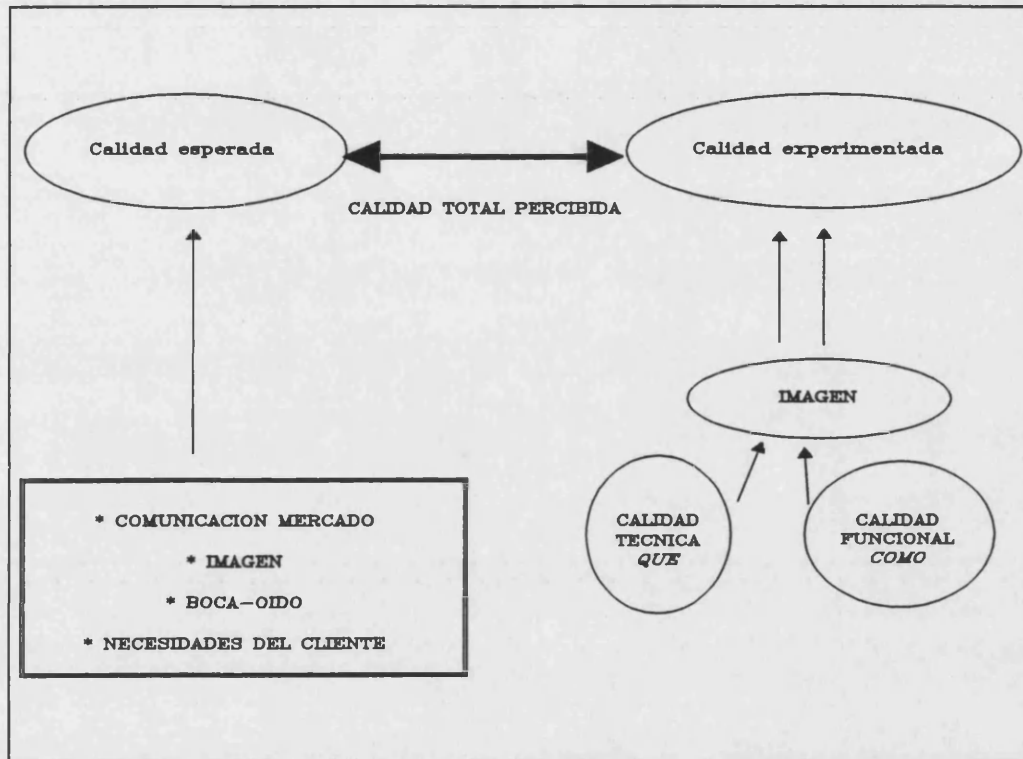 Calidad esperada
Calidad experimentada
CALIDAD TOTAL PERCIBIDA
IMAGEN
* COMUNICACION MERCADO
* IMAGEN
* BOCA-OIDO
* NECESIDADES DEL CLIENTE
CALIDAD
TECNICA
QUE
CALIDAD
FUNCIONAL
COMO